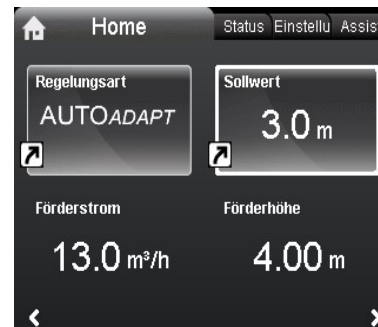 Home Status Einstellu Assis
Regelungsart Sollwert
AUTOADAPT 3.0 m
Förderstrom Förderhöhe
13.0 m³/h 4.00 m